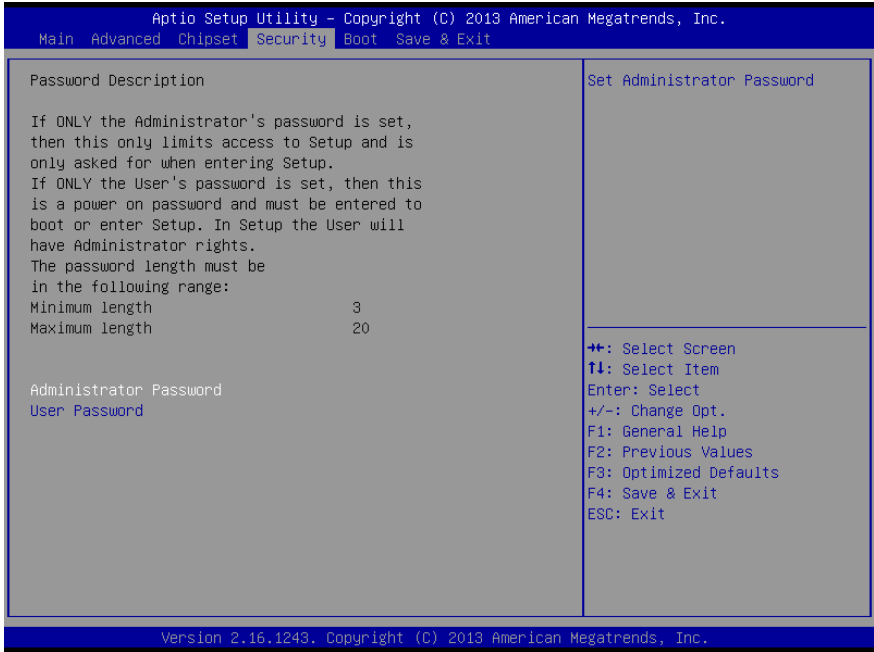 Aptio Setup Utility – Copyright (C) 2013 American Megatrends, Inc.
Main Advanced Chipset Security Boot Save & Exit
Password Description
If ONLY the Administrator's password is set,
then this only limits access to Setup and is
only asked for when entering Setup.
If ONLY the User's password is set, then this
is a power on password and must be entered to
boot or enter Setup. In Setup the User will
have Administrator rights.
The password length must be
in the following range:
Minimum length 3
Maximum length 20
Administrator Password
User Password
Set Administrator Password
→←: Select Screen
↑↓: Select Item
Enter: Select
+/-: Change Opt.
F1: General Help
F2: Previous Values
F3: Optimized Defaults
F4: Save & Exit
ESC: Exit
Version 2.16.1243. Copyright (C) 2013 American Megatrends, Inc.